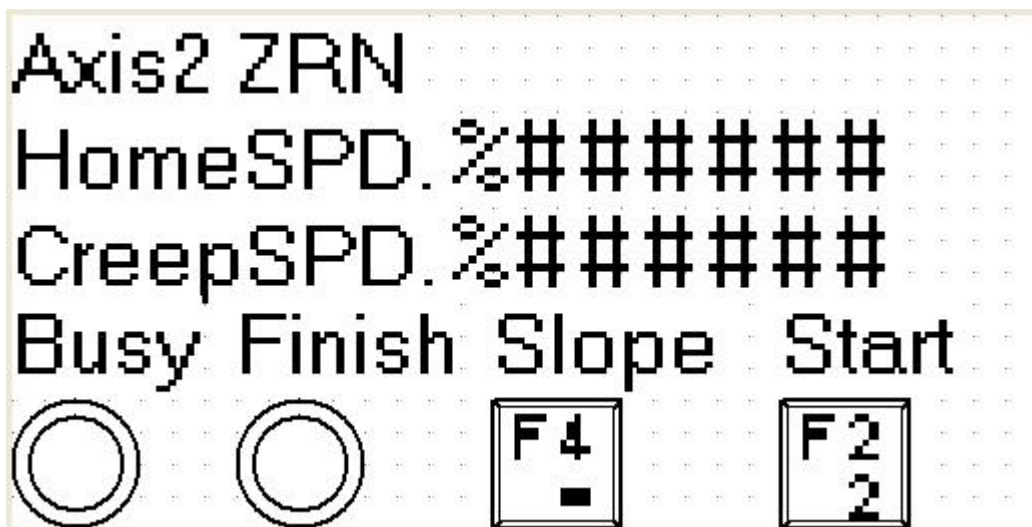 Axis2 ZRN
HomeSPD.%######
CreepSPD.%######
Busy Finish Slope Start
F4 F2
- 2